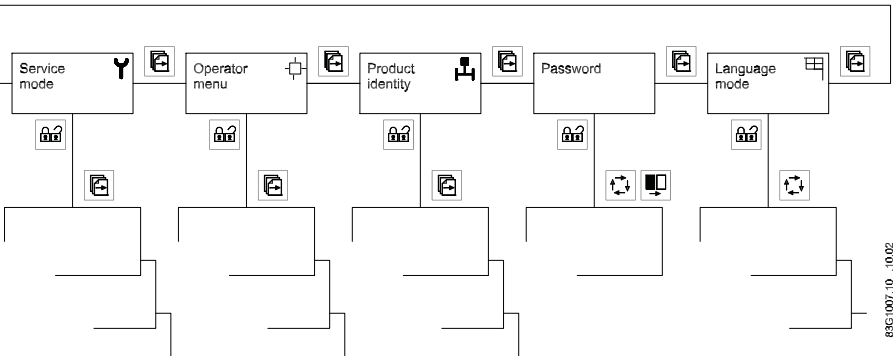 Service
mode
Operator
menu
Product
identity
Password
Language
mode
83G1007.10 .10.02